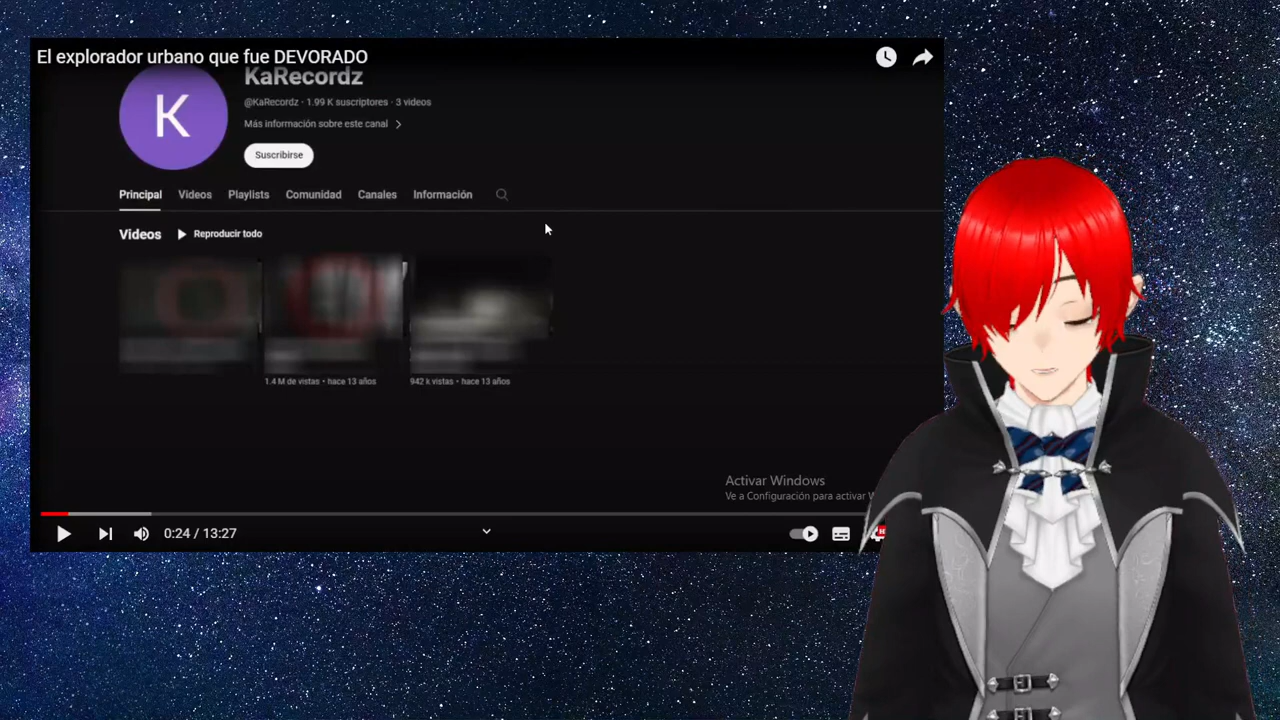 El explorador urbano que fue DEVORADO
KaRecordz
K
@KaRecordz · 1.99 K suscriptores · 3 videos
Más información sobre este canal
Suscribirse
Principal Videos Playlists Comunidad Canales Información
Videos Reproducir todo
1.4 M de vistas • hace 13 años 942 k vistas • hace 13 años
Activar Windows
Ve a Configuración para activar
0:24 / 13:27